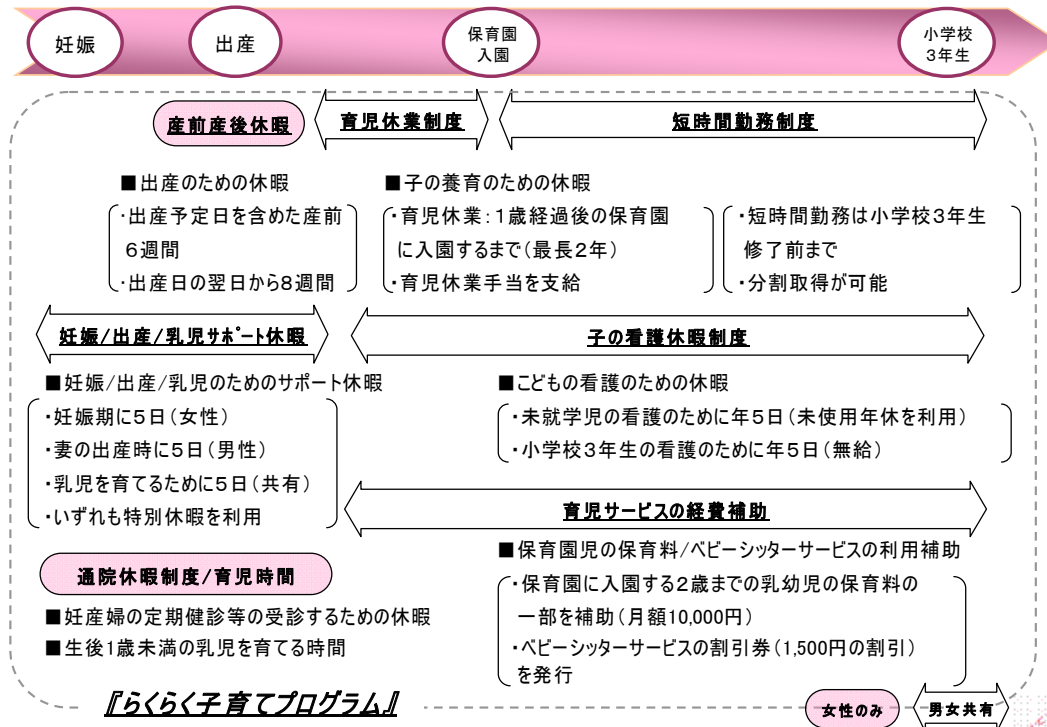 妊娠
出産
保育園
入園
小学校
3年生
産前産後休暇
育児休業制度
短時間勤務制度
■出産のための休暇
・出産予定日を含めた産前
6週間
・出産日の翌日から8週間
■子の養育のための休暇
・育児休業:1歳経過後の保育園
に入園するまで(最長2年)
・育児休業手当を支給
・短時間勤務は小学校3年生
修了前まで
・分割取得が可能
妊娠/出産/乳児サポート休暇
子の看護休暇制度
■妊娠/出産/乳児のためのサポート休暇
・妊娠期に5日(女性)
・妻の出産時に5日(男性)
・乳児を育てるために5日(共有)
・いずれも特別休暇を利用
■こどもの看護のための休暇
・未就学児の看護のために年5日(未使用年休を利用)
・小学校3年生の看護のために年5日(無給)
育児サービスの経費補助
■保育園児の保育料/ベビーシッターサービスの利用補助
・保育園に入園する2歳までの乳幼児の保育料の
一部を補助(月額10,000円)
・ベビーシッターサービスの割引券(1,500円の割引)
を発行
通院休暇制度/育児時間
■妊産婦の定期健診等の受診するための休暇
■生後1歳未満の乳児を育てる時間
『らくらく子育てプログラム』
女性のみ
男女共有